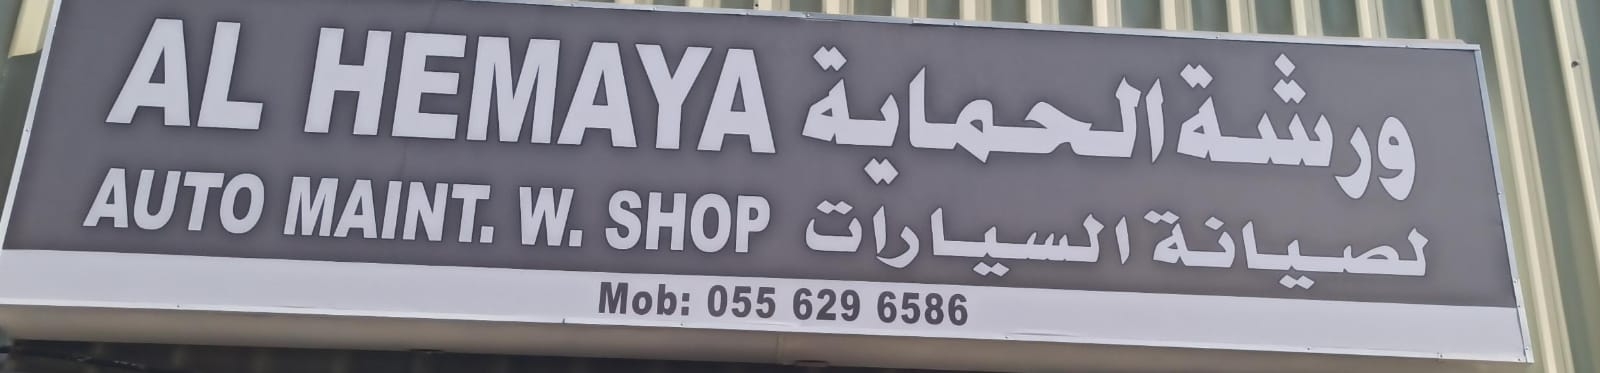 AL HEMAYA ورشة الحماية
AUTO MAINT. W. SHOP لصيانة السيارات
Mob: 055 629 6586